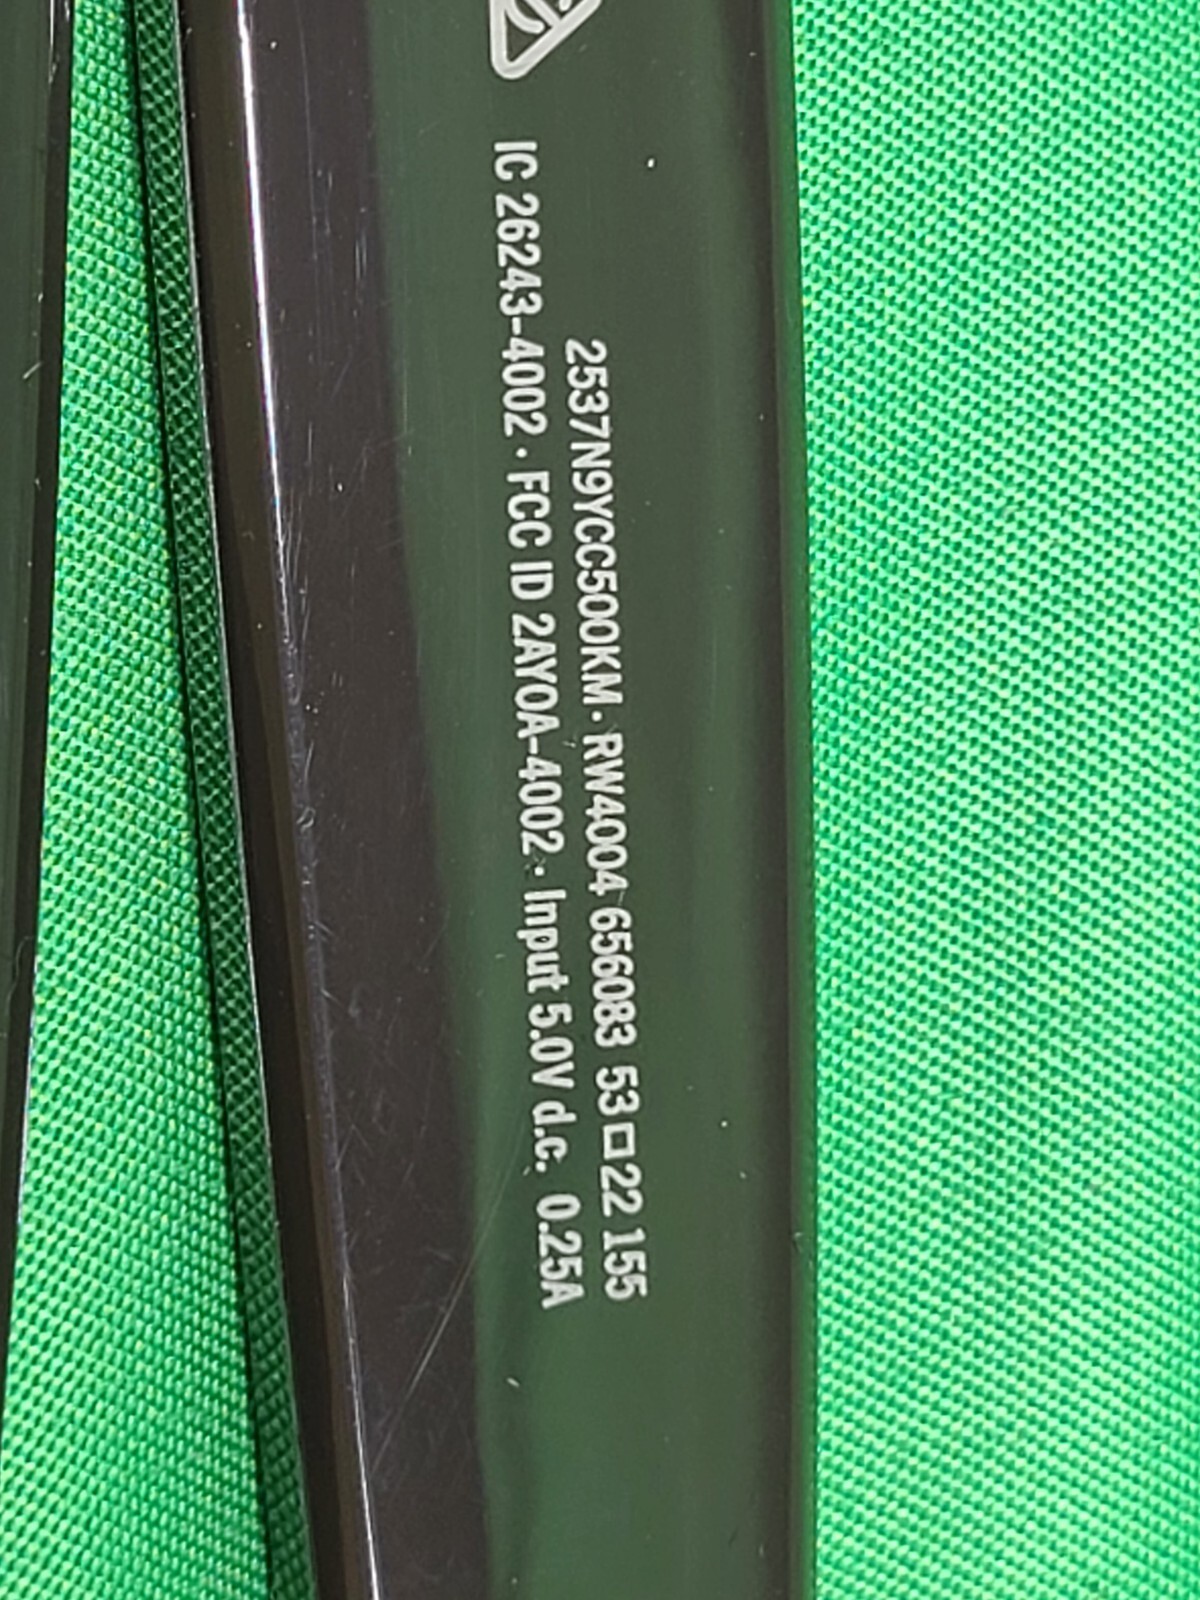 2537N9YCC500KM · RW4004 656083 53□22 155
IC 26243-4002 · FCC ID 2AYOA-4002 · Input 5.0V d.c. 0.25A